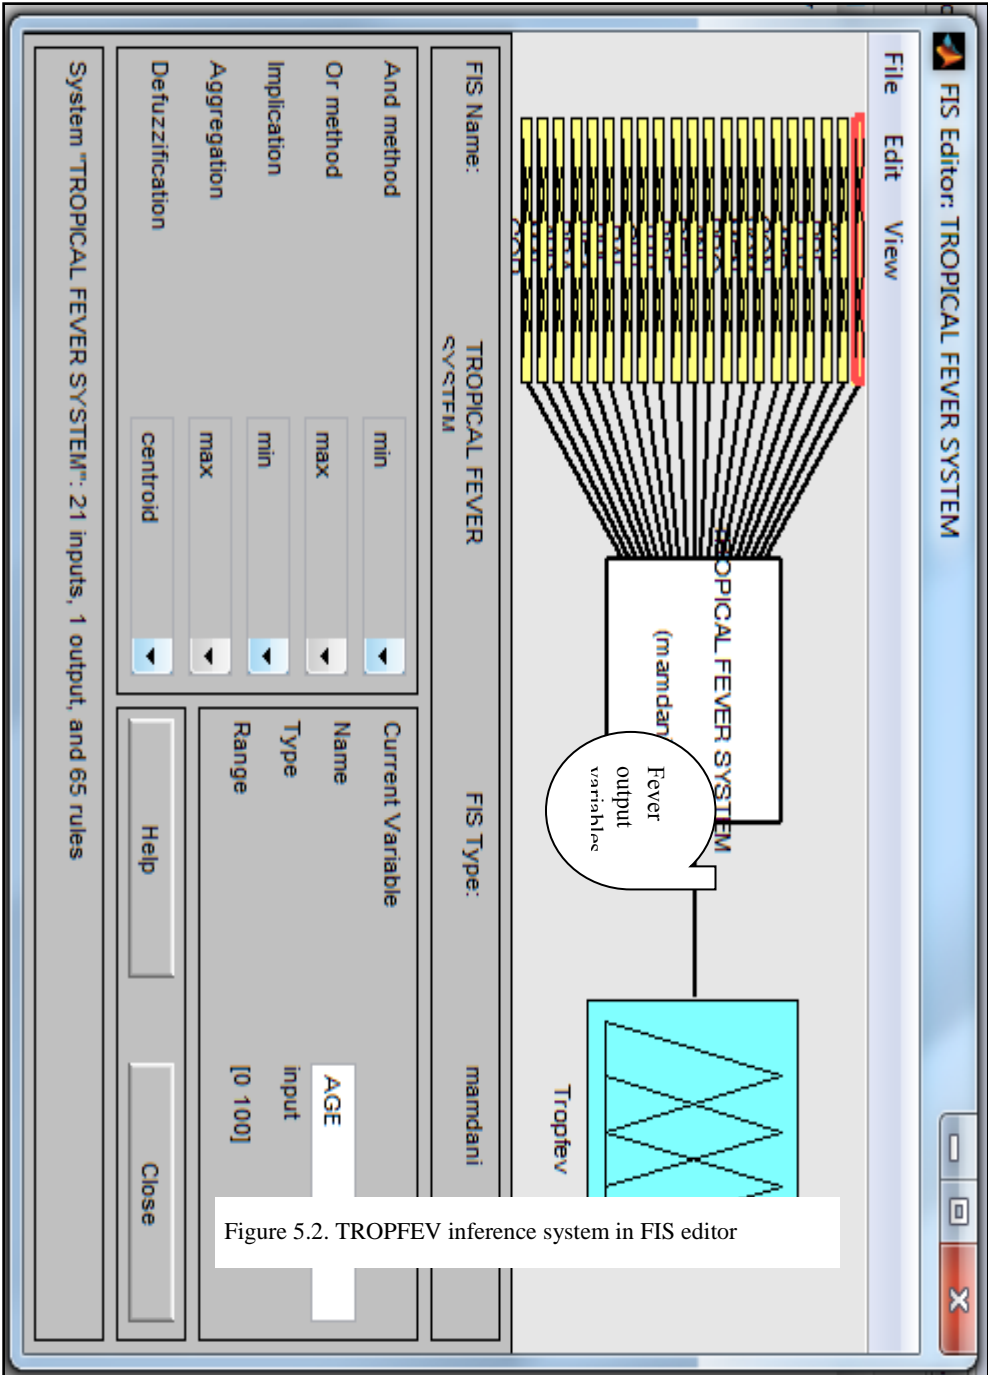 FIS Editor: TROPICAL FEVER SYSTEM
File Edit View
TROPICAL FEVER SYSTEM
Fever
output
variables
Tropfev
FIS Name:
TROPICAL FEVER
SYSTEM
FIS Type:
mamdani
And method
min
Or method
max
Implication
min
Aggregation
max
Defuzzification
centroid
Current Variable
Name
AGE
Type
input
Range
[0 100]
Help
Close
System "TROPICAL FEVER SYSTEM": 21 inputs, 1 output, and 65 rules
Figure 5.2. TROPFEV inference system in FIS editor